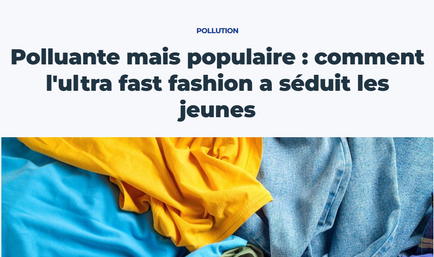 POLLUTION
Polluante mais populaire : comment
l'ultra fast fashion a séduit les
jeunes